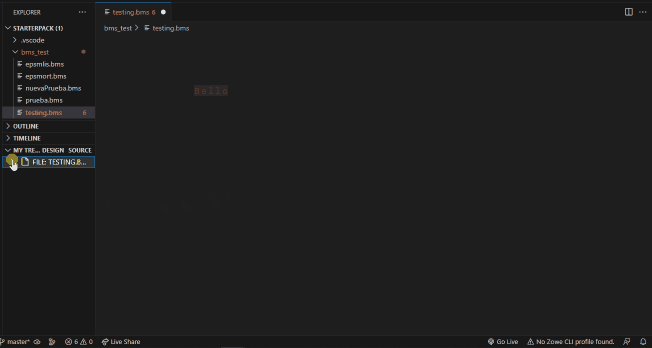 EXPLORER ···
testing.bms 6
STARTERPACK (1)
bms_test > testing.bms
.vscode
bms_test
epsmlis.bms
epsmort.bms
nuevaPrueba.bms
Hello
prueba.bms
testing.bms 6
OUTLINE
TIMELINE
MY TRE... DESIGN SOURCE
FILE: TESTING.B...
master* 6 0 Live Share Go Live No Zowe CLI profile found.